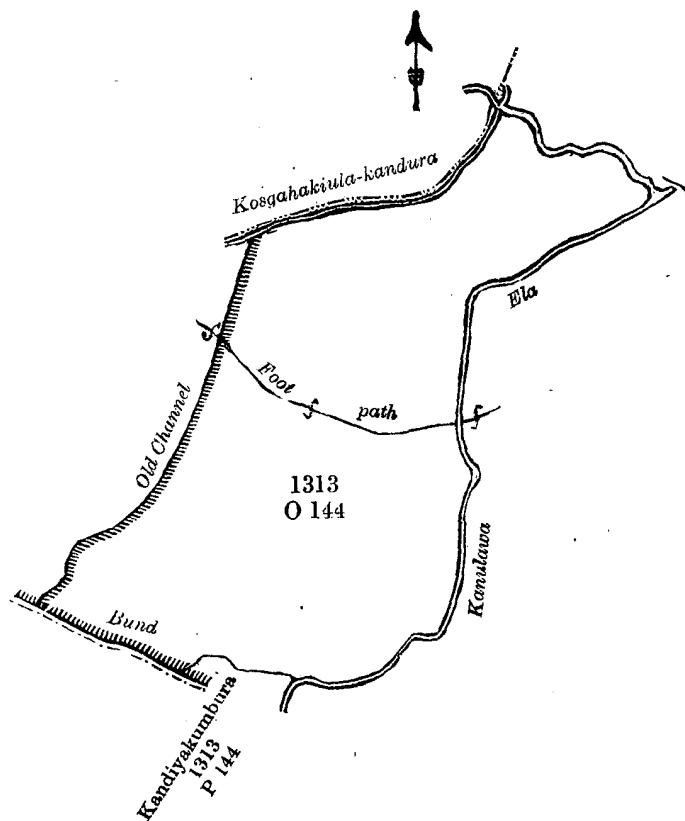 Kosgahakiula-kandura
Ela
Foot
path
Old Channel
1313
O 144
Kanulawa
Bund
Kandiyakumbura
1313
P 144